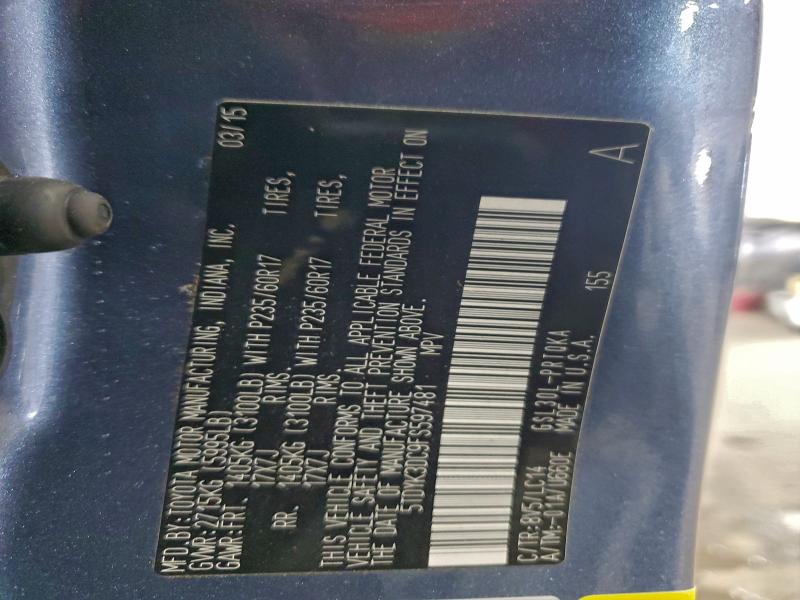 MFD.BY:TOYOTA MOTOR MANUFACTURING, INDIANA, INC. 03/15
GVWR:2715KG (5985LB)
GAWR:FRT. 1405KG (3100LB) WITH P235/60R17 TIRES,
17X7J RIMS.
RR. 1405KG (3100LB) WITH P235/60R17 TIRES,
17X7J RIMS.
THIS VEHICLE CONFORMS TO ALL APPLICABLE FEDERAL MOTOR
VEHICLE SAFETY AND THEFT PREVENTION STANDARDS IN EFFECT ON
THE DATE OF MANUFACTURE SHOWN ABOVE.
5TDKK3DC9FS597481 MPV
C/TR:8V5/LC14 GSL30L-PRTQKA
A/TM:-01A/U660E MADE IN U.S.A. 155 A